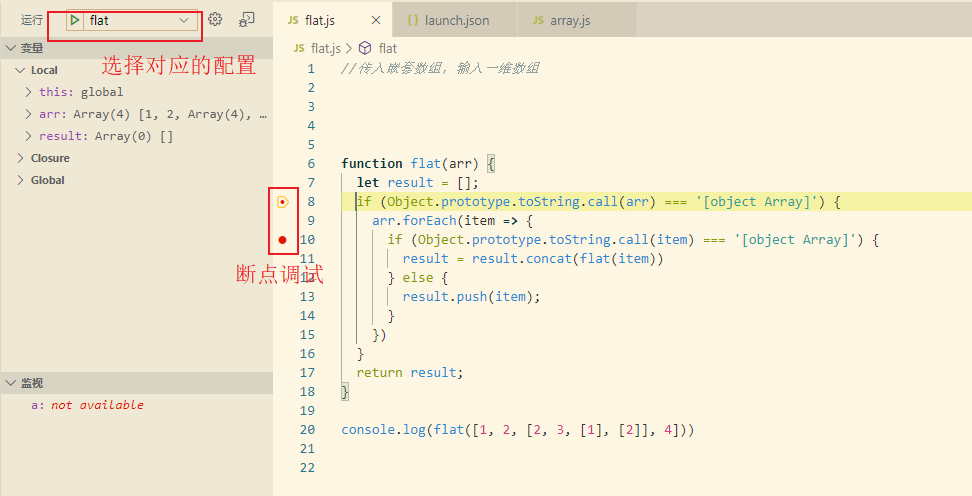 运行 flat
JS flat.js
{} launch.json
JS array.js
变量
选择对应的配置
Local
this: global
arr: Array(4) [1, 2, Array(4), …
result: Array(0) []
Closure
Global
监视
a: not available
断点调试
JS flat.js > flat
1 //传入嵌套数组，输入一维数组
2
3
4
5
6 function flat(arr) {
7 let result = [];
8 if (Object.prototype.toString.call(arr) === '[object Array]') {
9 arr.forEach(item => {
10 if (Object.prototype.toString.call(item) === '[object Array]') {
11 result = result.concat(flat(item))
12 } else {
13 result.push(item);
14 }
15 })
16 }
17 return result;
18 }
19
20 console.log(flat([1, 2, [2, 3, [1], [2]], 4]))
21
22